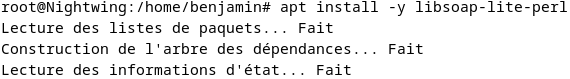 root@Nightwing:/home/benjamin# apt install -y libsoap-lite-perl
Lecture des listes de paquets... Fait
Construction de l'arbre des dépendances... Fait
Lecture des informations d'état... Fait